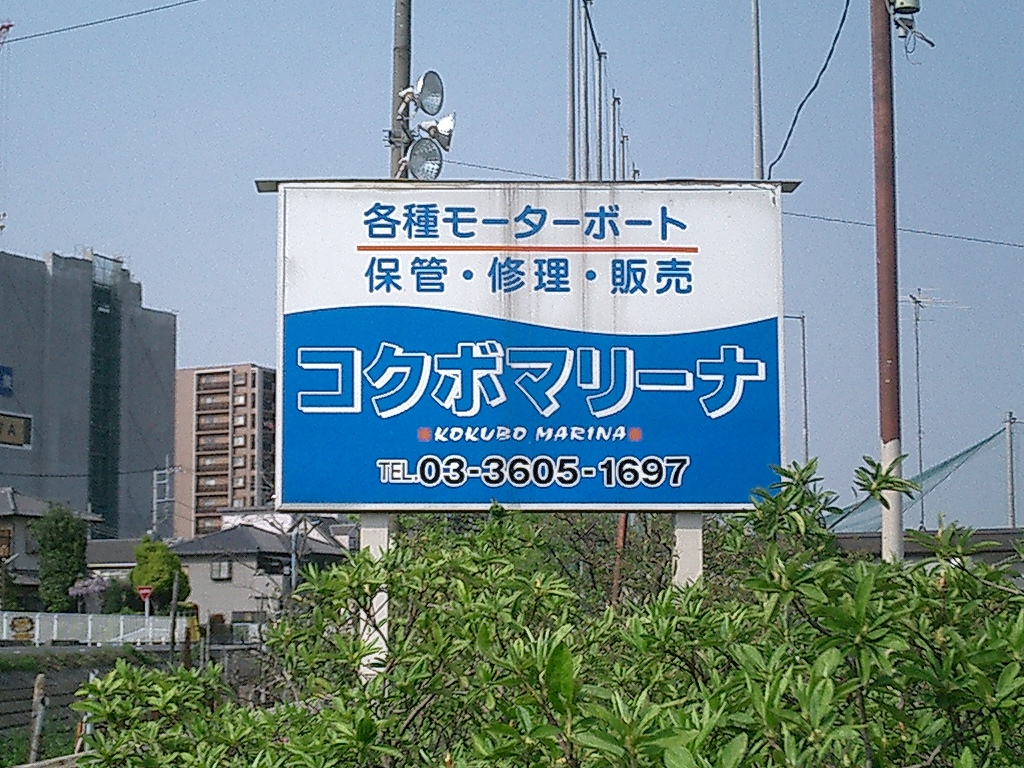 各種モーターボート
保管・修理・販売
コクボマリーナ
KOKUBO MARINA
TEL.03-3605-1697